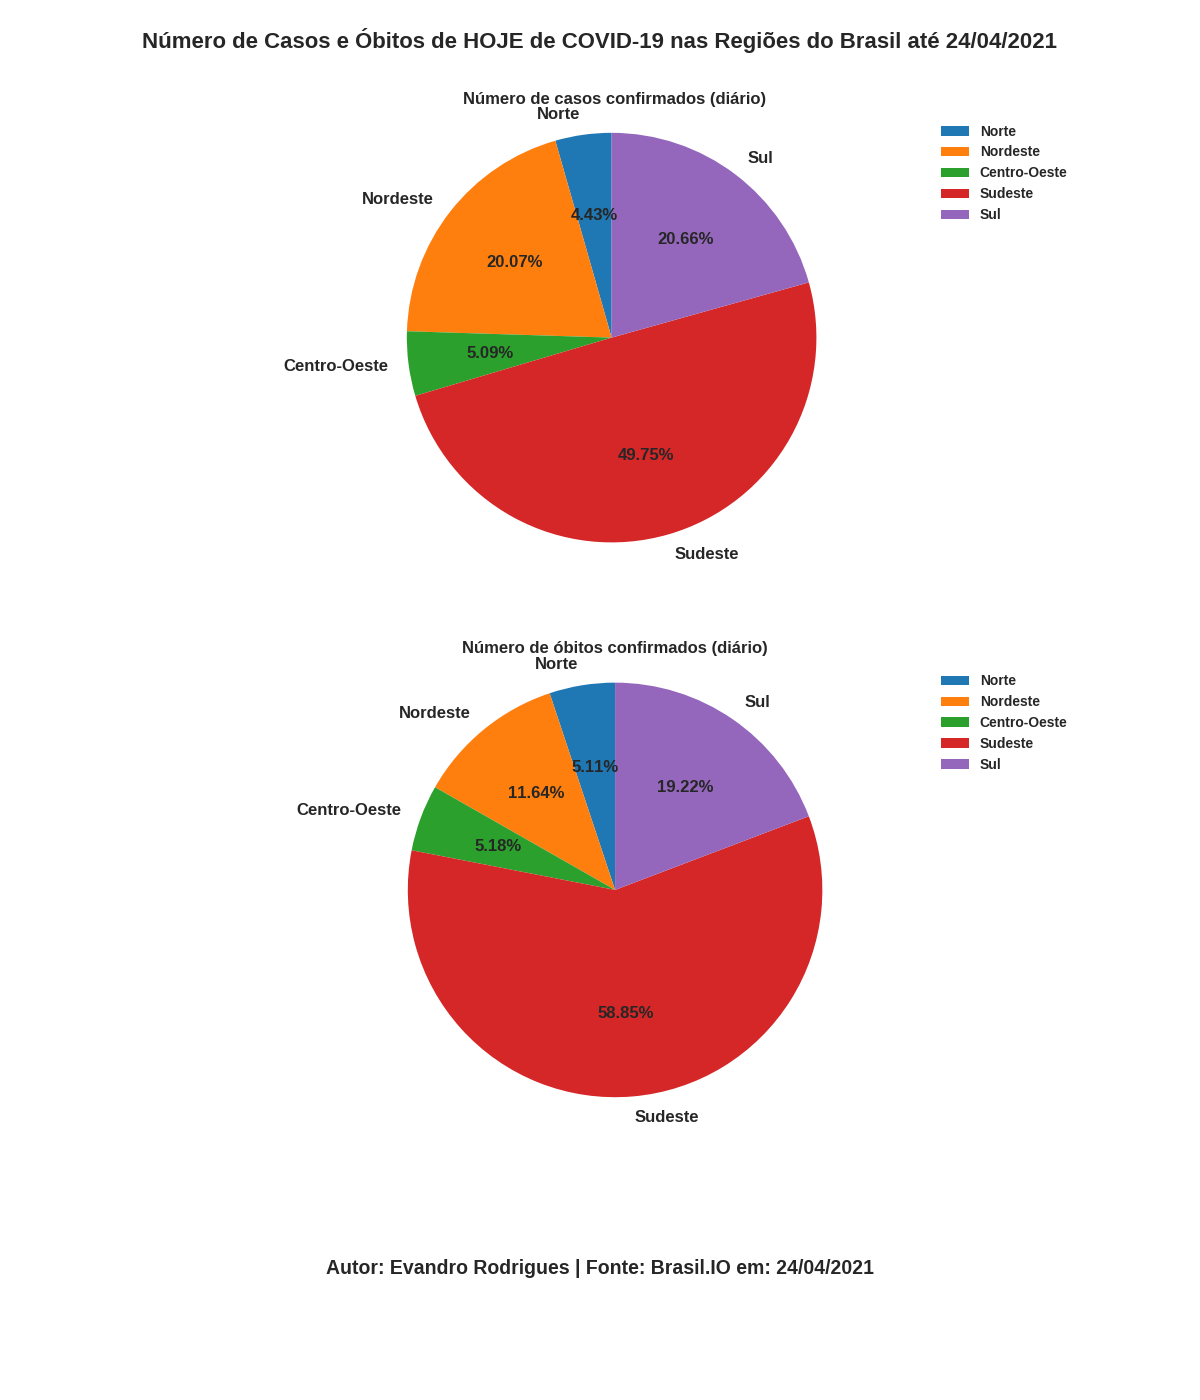 Número de Casos e Óbitos de HOJE de COVID-19 nas Regiões do Brasil até 24/04/2021
Número de casos confirmados (diário)
Norte
Sul
Nordeste
4.43%
20.66%
20.07%
5.09%
Centro-Oeste
49.75%
Sudeste
Norte
Nordeste
Centro-Oeste
Sudeste
Sul
Número de óbitos confirmados (diário)
Norte
Sul
Nordeste
5.11%
19.22%
11.64%
Centro-Oeste
5.18%
58.85%
Sudeste
Norte
Nordeste
Centro-Oeste
Sudeste
Sul
Autor: Evandro Rodrigues | Fonte: Brasil.IO em: 24/04/2021